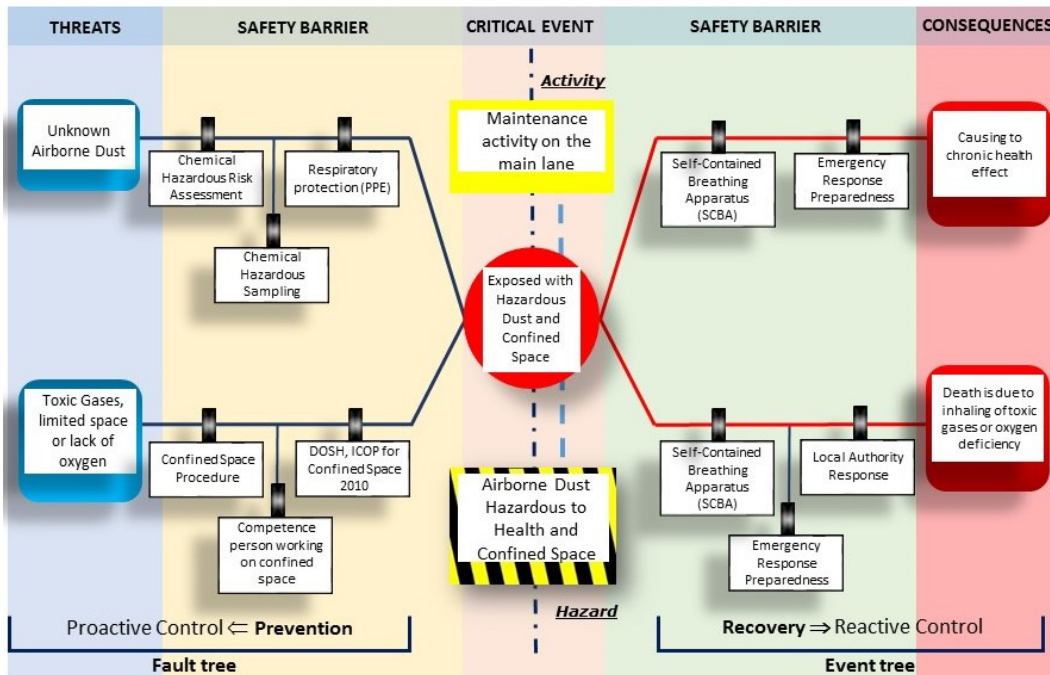 THREATS
SAFETY BARRIER
CRITICAL EVENT
SAFETY BARRIER
CONSEQUENCES
Activity
Unknown
Airborne Dust
Chemical
Hazardous Risk
Assessment
Respiratory
protection (PPE)
Chemical
Hazardous
Sampling
Maintenance
activity on the
main lane
Self-Contained
Breathing
Apparatus
(SCBA)
Emergency
Response
Preparedness
Causing to
chronic health
effect
Exposed with
Hazardous
Dust and
Confined
Space
Toxic Gases,
limited space
or lack of
oxygen
Confined Space
Procedure
DOSH, ICOP for
Confined Space
2010
Competence
person working
on confined
space
Airborne Dust
Hazardous to
Health and
Confined Space
Self-Contained
Breathing
Apparatus
(SCBA)
Local Authority
Response
Emergency
Response
Preparedness
Death is due to
inhaling of toxic
gases or oxygen
deficiency
Hazard
Proactive Control ⇐ Prevention
Fault tree
Recovery ⇒ Reactive Control
Event tree